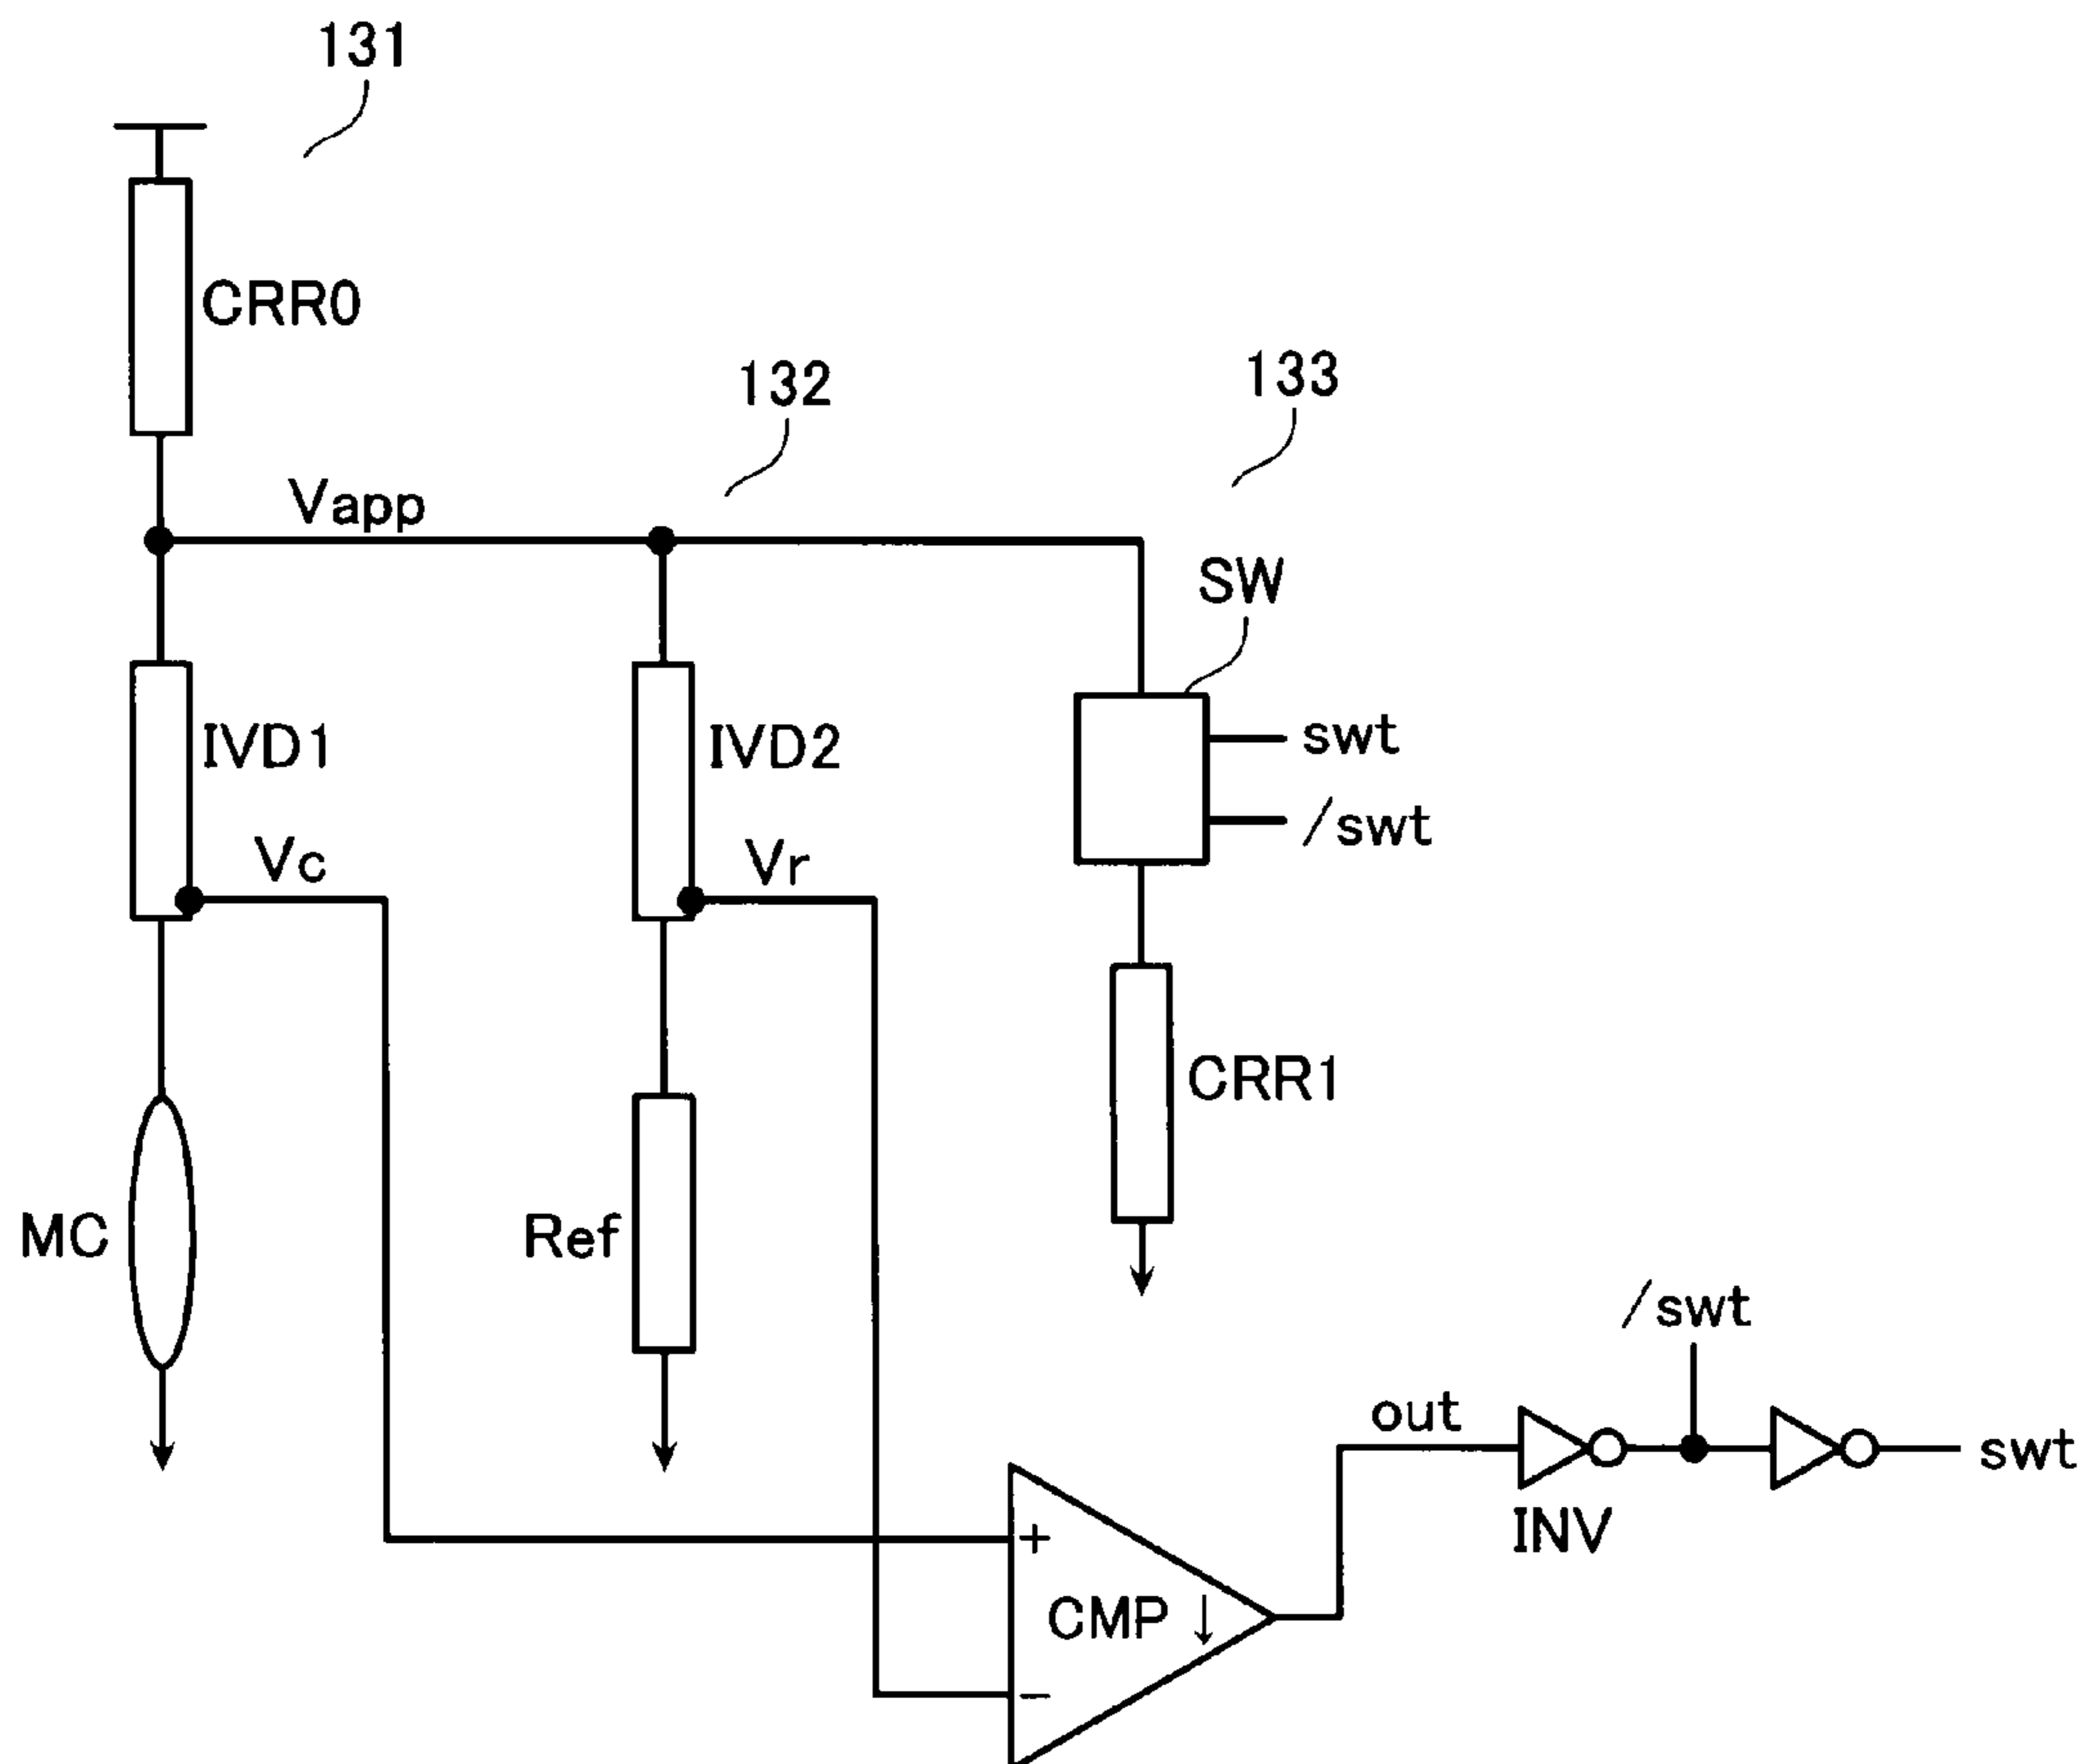 131
CRR0
132
133
Vapp
SW
IVD1
IVD2
swt
/swt
Vc
Vr
CRR1
MC
Ref
/swt
out
swt
INV
+
CMP ↓
−